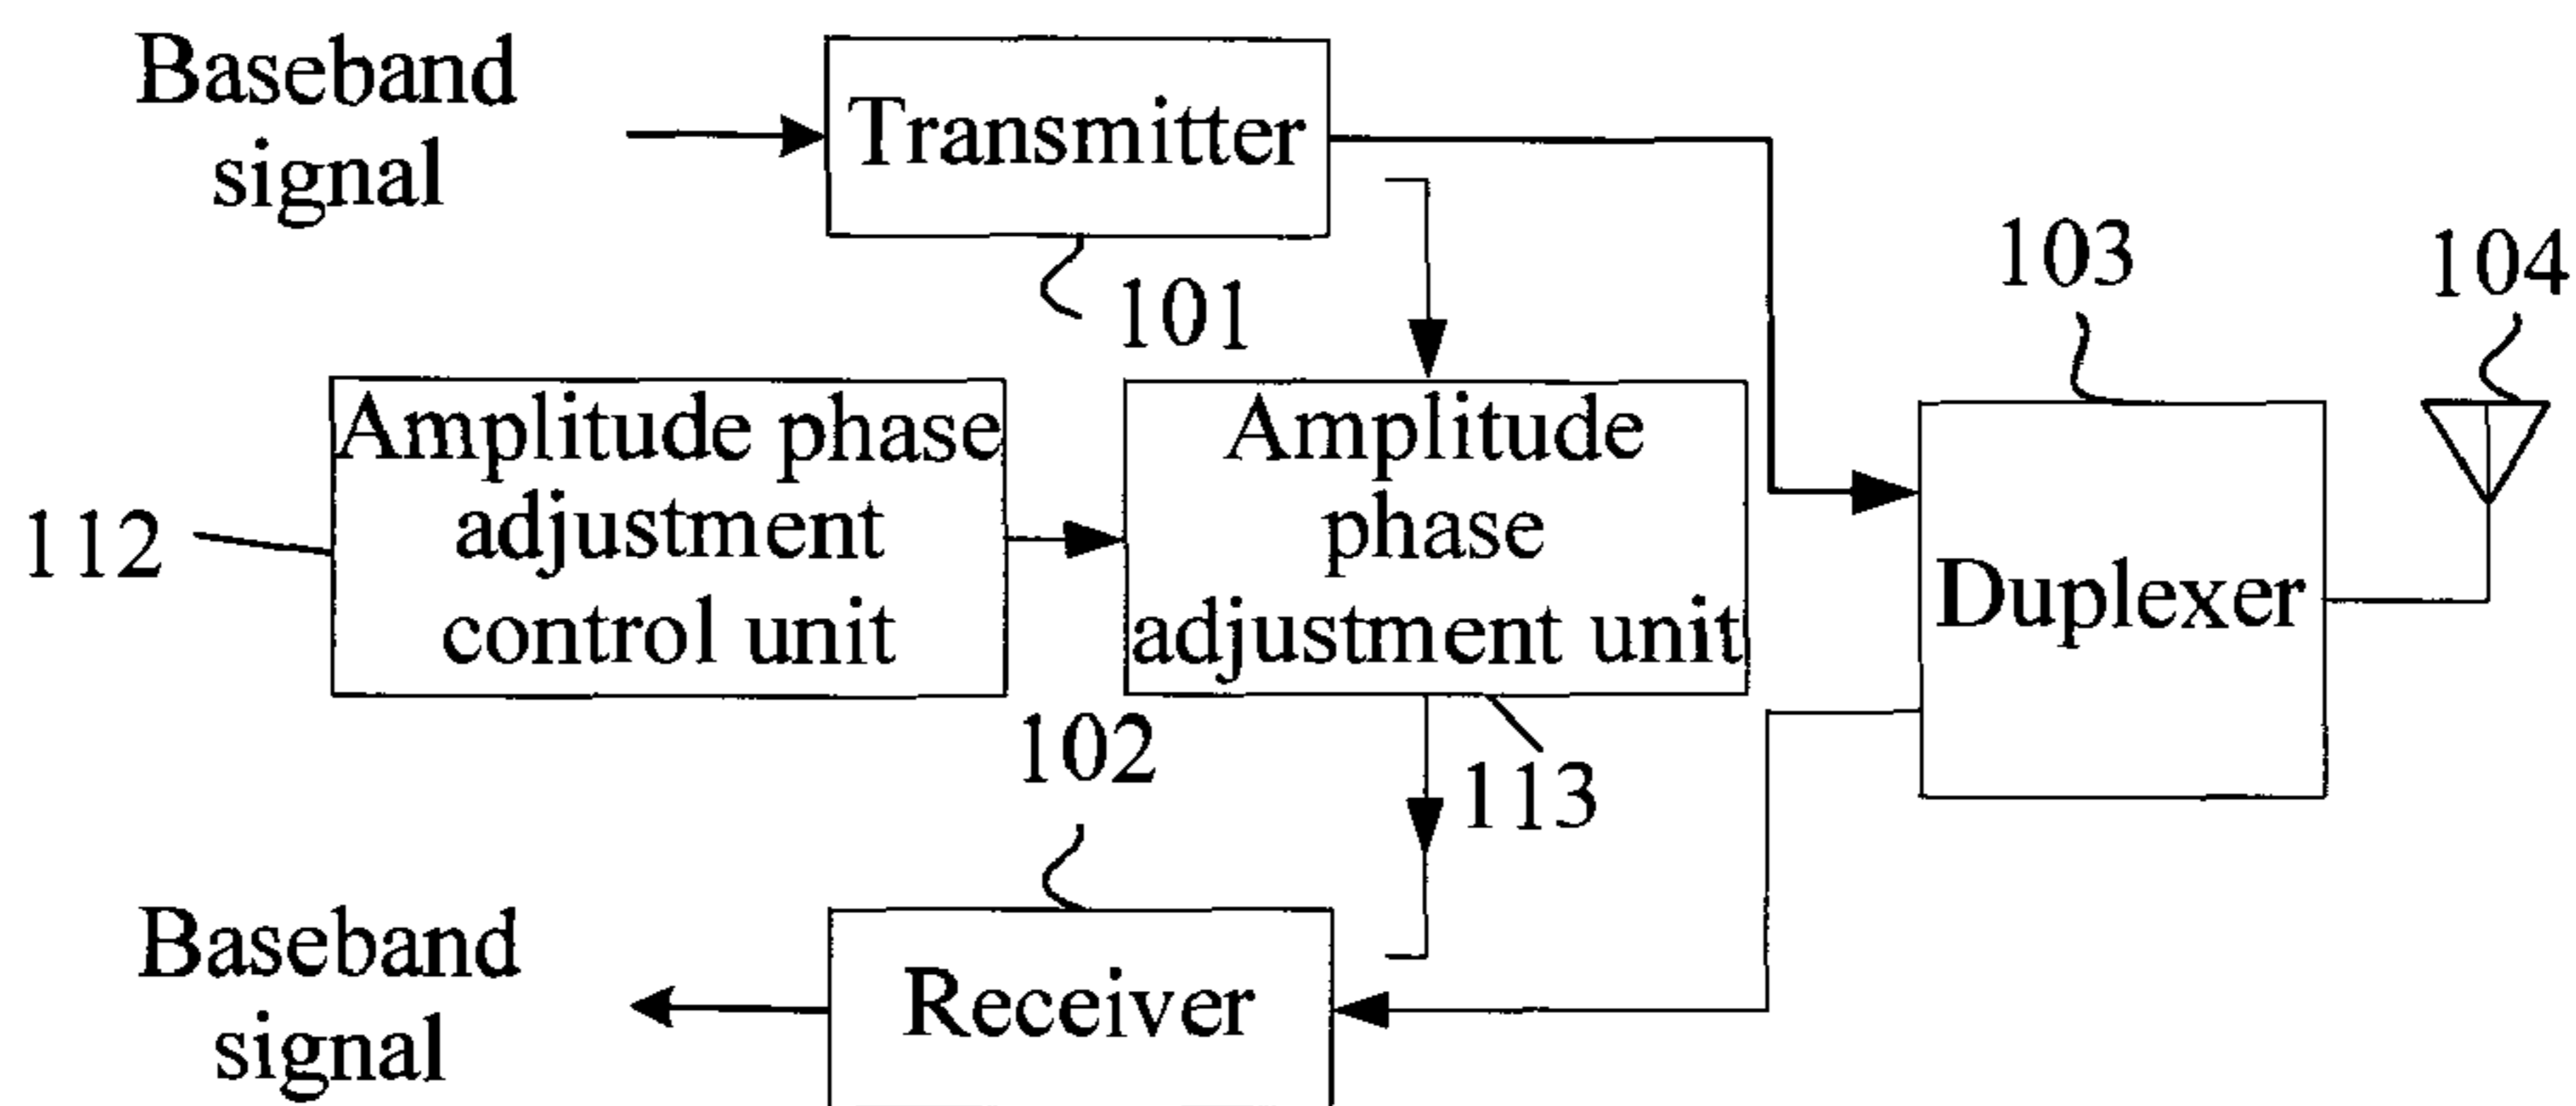 Baseband
signal
Transmitter
101
103
104
Amplitude phase
adjustment
control unit
112
Amplitude
phase
adjustment unit
113
Duplexer
102
Baseband
signal
Receiver